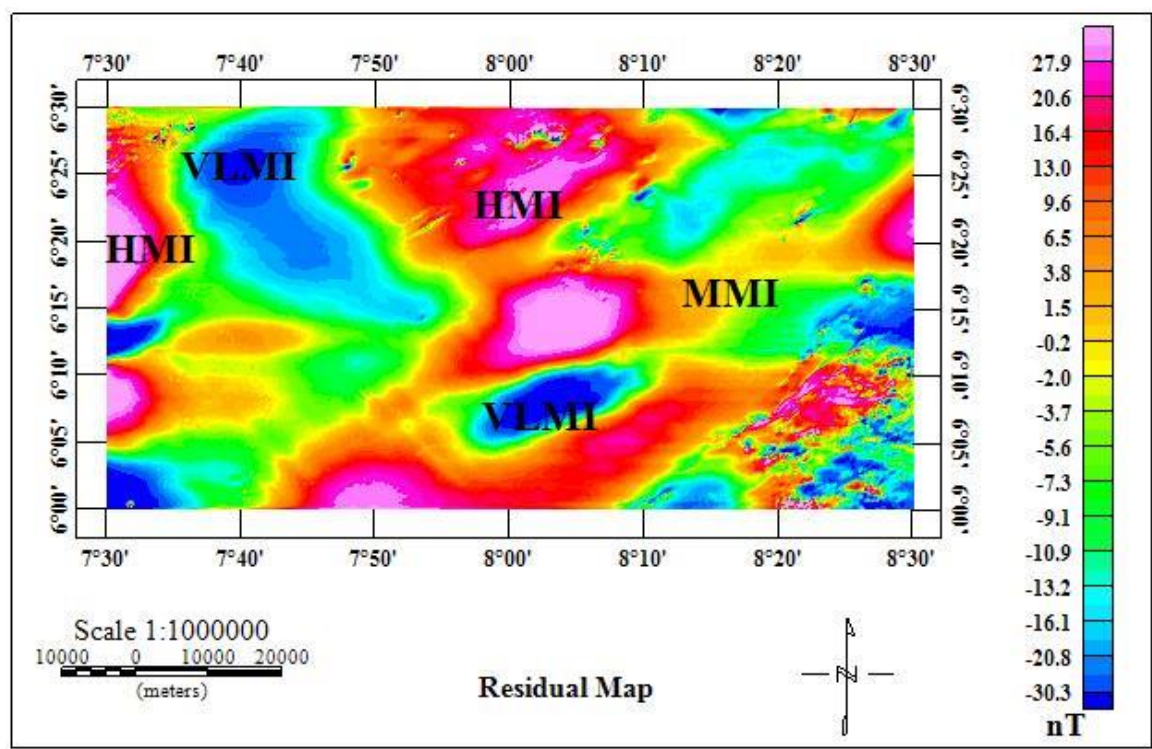 7°30' 7°40' 7°50' 8°00' 8°10' 8°20' 8°30'
6°30' 6°30'
6°25' 6°25'
6°20' 6°20'
6°15' 6°15'
6°10' 6°10'
6°05' 6°05'
6°00' 6°00'
VLMI
HMI
HMI
MMI
VLMI
7°30' 7°40' 7°50' 8°00' 8°10' 8°20' 8°30'
27.9
20.6
16.4
13.0
9.6
6.5
3.8
1.5
-0.2
-2.0
-3.7
-5.6
-7.3
-9.1
-10.9
-13.2
-16.1
-20.8
-30.3
nT
Scale 1:1000000
10000 0 10000 20000
(meters)
Residual Map
N